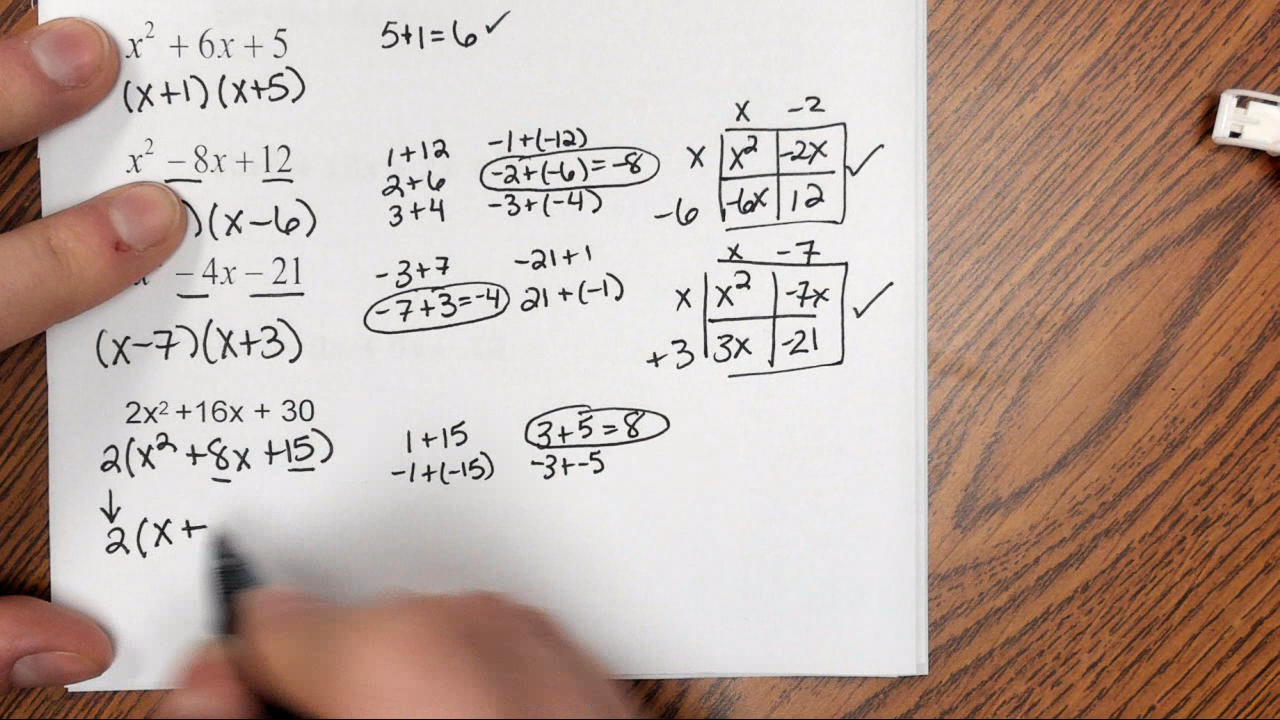 x² + 6x + 5
5+1=6 ✓
(x+1)(x+5)
x² − 8x + 12
1+12
2+6
3+4
-1+(-12)
-2+(-6)=-8
-3+(-4)
x -2
x x² -2x ✓
-6 -6x 12
)(x-6)
− 4x − 21
-3+7
-7+3=-4
-21+1
21+(-1)
x -7
x x² -7x ✓
+3 3x -21
(x-7)(x+3)
2x² +16x + 30
2(x² +8x +15)
1+15
-1+(-15)
3+5=8
-3+-5
↓
2(x+